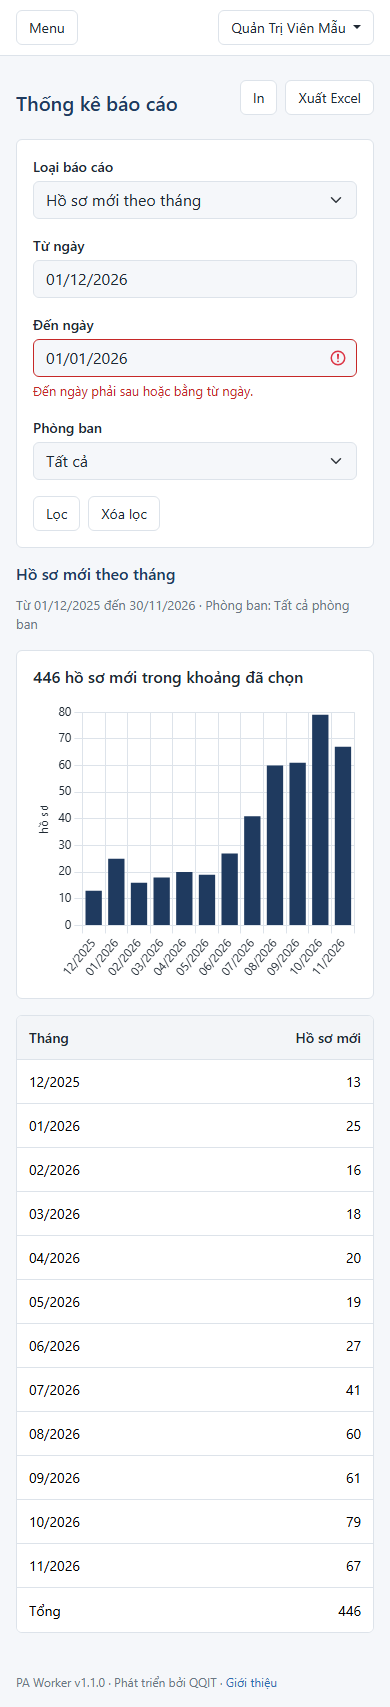 Menu
Quản Trị Viên Mẫu
Thống kê báo cáo
In
Xuất Excel
Loại báo cáo
Hồ sơ mới theo tháng
Từ ngày
01/12/2026
Đến ngày
01/01/2026
Đến ngày phải sau hoặc bằng từ ngày.
Phòng ban
Tất cả
Lọc
Xóa lọc
Hồ sơ mới theo tháng
Từ 01/12/2025 đến 30/11/2026 · Phòng ban: Tất cả phòng
ban
446 hồ sơ mới trong khoảng đã chọn
80
70
60
50
40
30
20
10
0
hồ sơ
12/2025
01/2026
02/2026
03/2026
04/2026
05/2026
06/2026
07/2026
08/2026
09/2026
10/2026
11/2026
Tháng Hồ sơ mới
12/2025 13
01/2026 25
02/2026 16
03/2026 18
04/2026 20
05/2026 19
06/2026 27
07/2026 41
08/2026 60
09/2026 61
10/2026 79
11/2026 67
Tổng 446
PA Worker v1.1.0 · Phát triển bởi QQIT · Giới thiệu